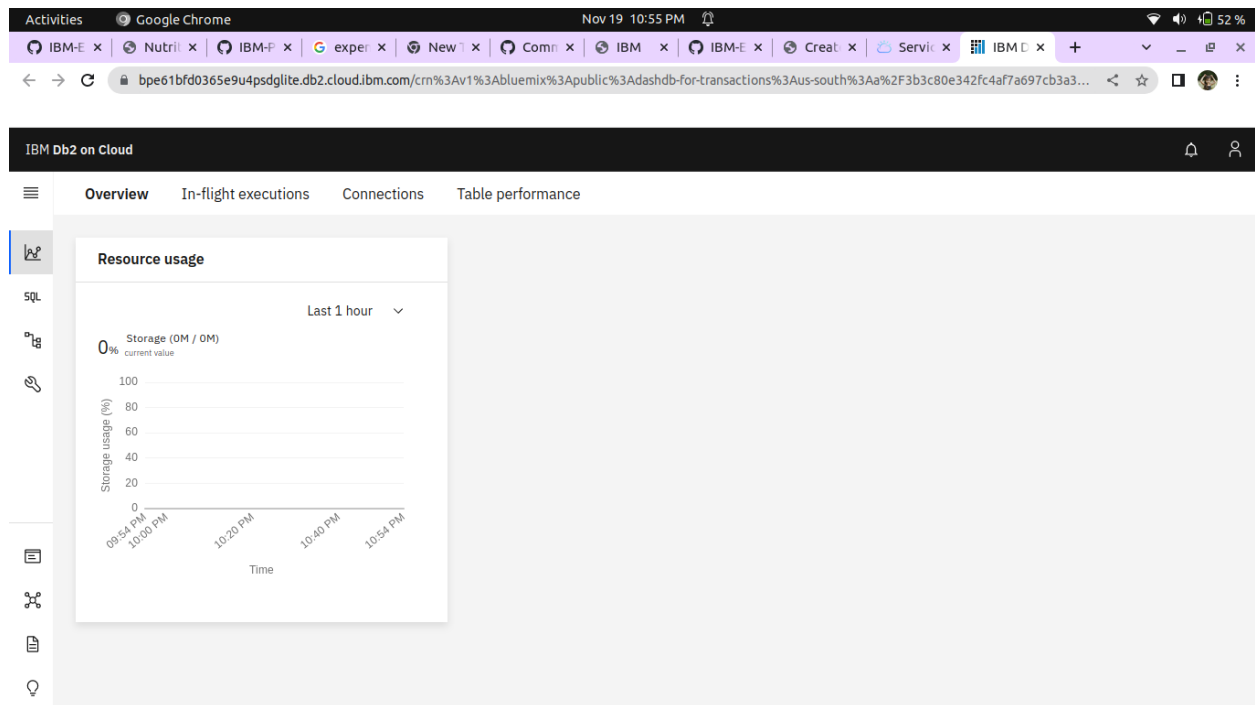 Activities Google Chrome Nov 19 10:55 PM 52 %
IBM-E Nutrit IBM-P exper New T Comm IBM IBM-E Creat Servic IBM D
bpe61bfd0365e9u4psdglite.db2.cloud.ibm.com/crn%3Av1%3Abluemix%3Apublic%3Adashdb-for-transactions%3Aus-south%3Aa%2F3b3c80e342fc4af7a697cb3a3...
IBM Db2 on Cloud
Overview In-flight executions Connections Table performance
Resource usage
SQL
Last 1 hour
0% Storage (0M / 0M)
current value
100
80
60
40
20
0
Storage usage (%)
09:54 PM 10:00 PM 10:20 PM 10:40 PM 10:54 PM
Time